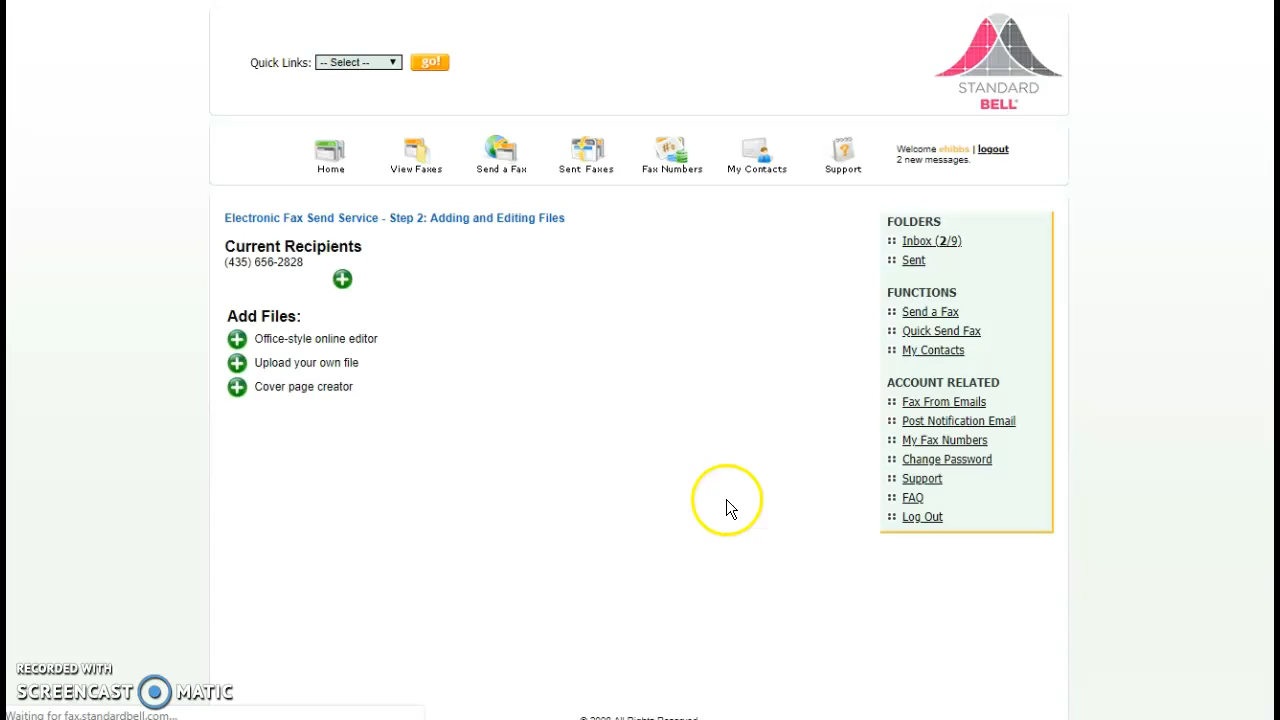 Quick Links: -- Select -- go!
STANDARD
BELL
Home View Faxes Send a Fax Sent Faxes Fax Numbers My Contacts Support
Welcome ehibbs | logout
2 new messages.
Electronic Fax Send Service - Step 2: Adding and Editing Files
Current Recipients
(435) 656-2828
Add Files:
Office-style online editor
Upload your own file
Cover page creator
FOLDERS
Inbox (2/9)
Sent
FUNCTIONS
Send a Fax
Quick Send Fax
My Contacts
ACCOUNT RELATED
Fax From Emails
Post Notification Email
My Fax Numbers
Change Password
Support
FAQ
Log Out
RECORDED WITH
SCREENCAST MATIC
Waiting for fax.standardbell.com...
© 2008 All Rights Reserved